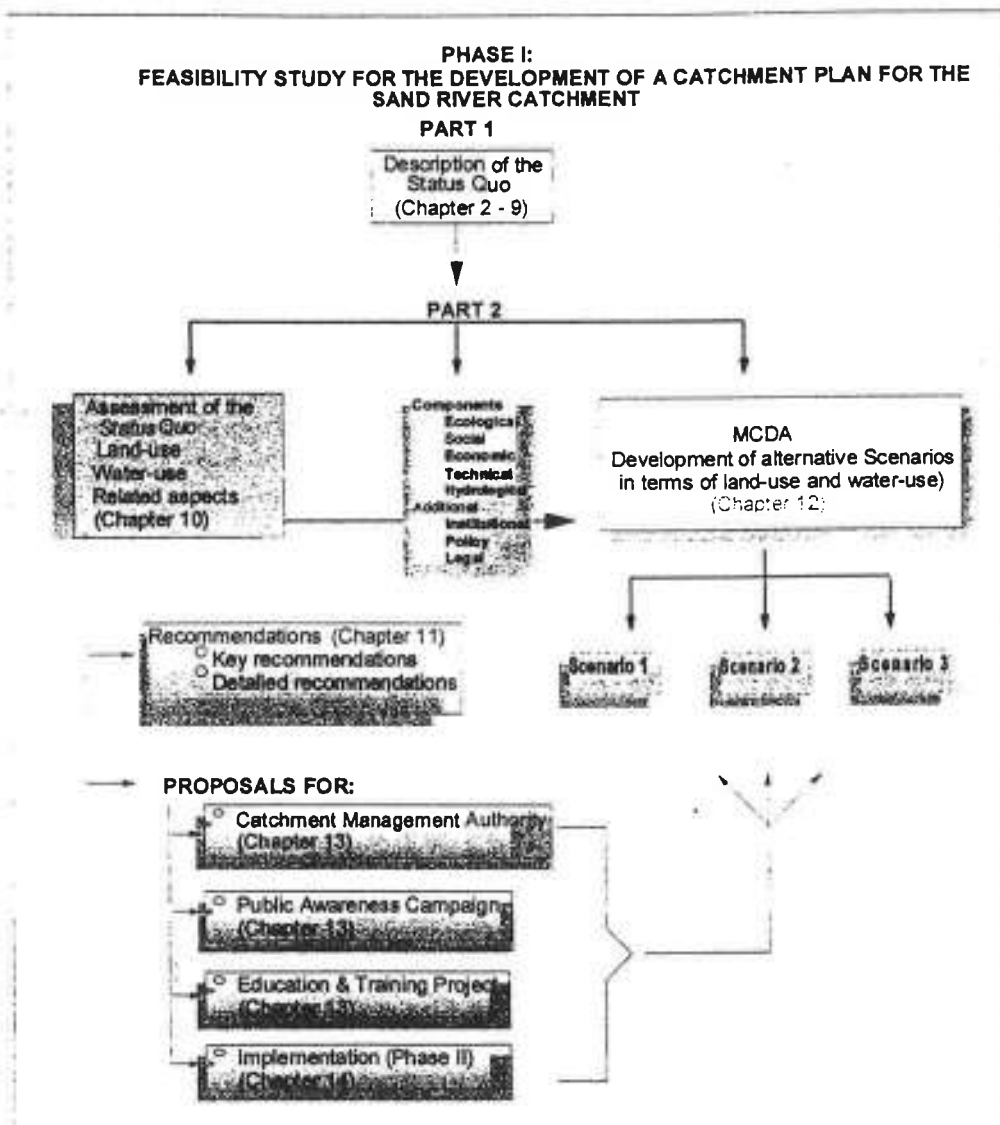 PHASE I:
FEASIBILITY STUDY FOR THE DEVELOPMENT OF A CATCHMENT PLAN FOR THE
SAND RIVER CATCHMENT
PART 1
Description of the
Status Quo
(Chapter 2 - 9)
PART 2
Assessment of the
Status Quo
Land-use
Water-use
Related aspects
(Chapter 10)
Components
Ecological
Social
Economic
Technical
Hydrological
Additional
Institutional
Policy
Legal
MCDA
Development of alternative Scenarios
in terms of land-use and water-use)
(Chapter 12)
Recommendations (Chapter 11)
Key recommendations
Detailed recommendations
Scenario 1
Scenario 2
Scenario 3
PROPOSALS FOR:
Catchment Management Authority
(Chapter 13)
Public Awareness Campaign
(Chapter 13)
Education & Training Project
(Chapter 13)
Implementation (Phase II)
(Chapter 14)